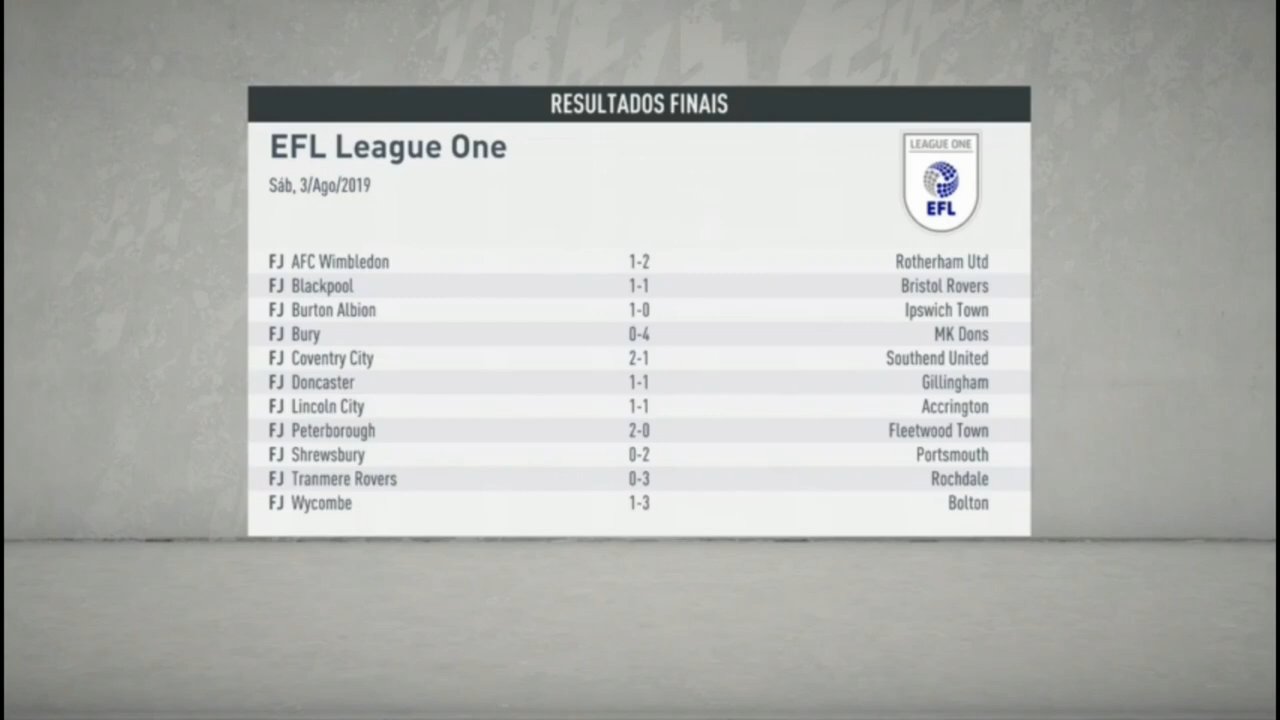 RESULTADOS FINAIS
EFL League One
Sáb, 3/Ago/2019
LEAGUE ONE
EFL
FJ AFC Wimbledon 1-2 Rotherham Utd
FJ Blackpool 1-1 Bristol Rovers
FJ Burton Albion 1-0 Ipswich Town
FJ Bury 0-4 MK Dons
FJ Coventry City 2-1 Southend United
FJ Doncaster 1-1 Gillingham
FJ Lincoln City 1-1 Accrington
FJ Peterborough 2-0 Fleetwood Town
FJ Shrewsbury 0-2 Portsmouth
FJ Tranmere Rovers 0-3 Rochdale
FJ Wycombe 1-3 Bolton